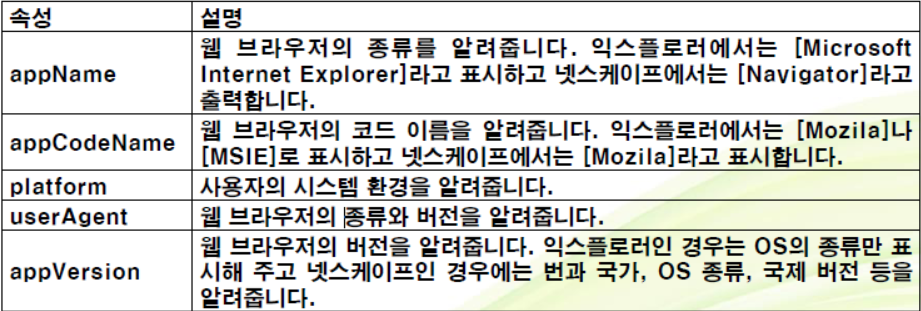 속성 설명
appName
웹 브라우저의 종류를 알려줍니다. 익스플로러에서는 [Microsoft
Internet Explorer]라고 표시하고 넷스케이프에서는 [Navigator]라고
출력합니다.
appCodeName
웹 브라우저의 코드 이름을 알려줍니다. 익스플로러에서는 [Mozila]나
[MSIE]로 표시하고 넷스케이프에서는 [Mozila]라고 표시합니다.
platform 사용자의 시스템 환경을 알려줍니다.
userAgent 웹 브라우저의 종류와 버전을 알려줍니다.
appVersion
웹 브라우저의 버전을 알려줍니다. 익스플로러인 경우는 OS의 종류만 표
시해 주고 넷스케이프인 경우에는 번과 국가, OS 종류, 국제 버전 등을
알려줍니다.